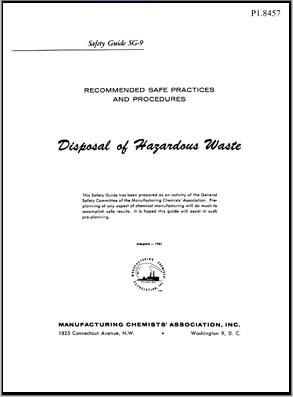 P1.8457
Safety Guide SG-9
RECOMMENDED SAFE PRACTICES
AND PROCEDURES
Disposal of Hazardous Waste
This Safety Guide has been prepared as an activity of the General
Safety Committee of the Manufacturing Chemists' Association. Pre-
planning of any aspect of chemical manufacturing will do much to
accomplish safe results. It is hoped this guide will assist in such
pre-planning.
Adopted – 1961
MANUFACTURING CHEMISTS' ASSOCIATION, INC.
MANUFACTURING CHEMISTS' ASSOCIATION, INC.
1825 Connecticut Avenue, N.W. • Washington 9, D. C.